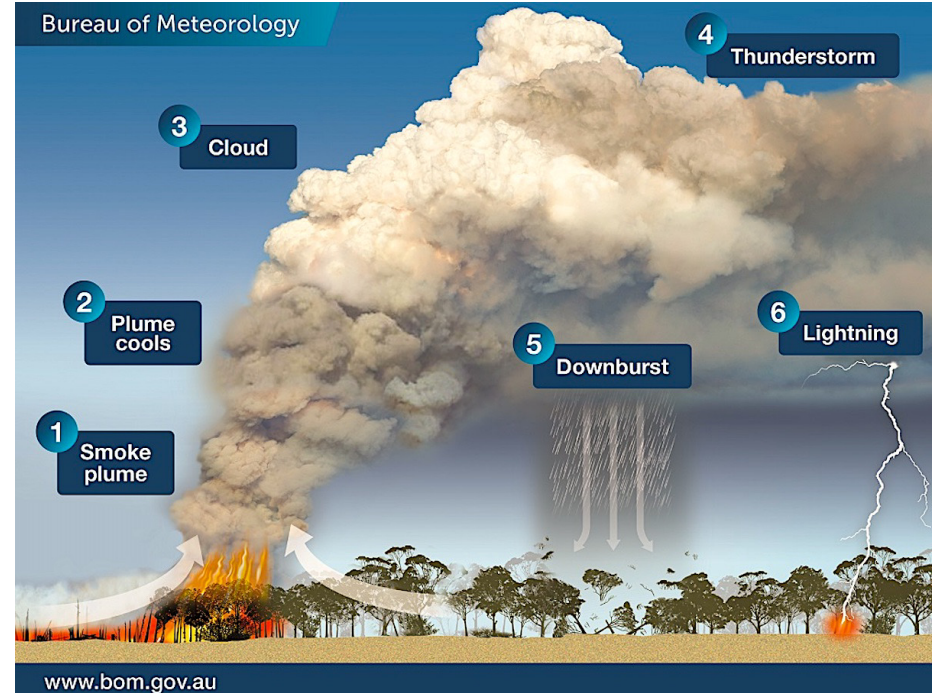 Bureau of Meteorology
4
Thunderstorm
3
Cloud
2
Plume
cools
6
Lightning
5
Downburst
1
Smoke
plume
www.bom.gov.au